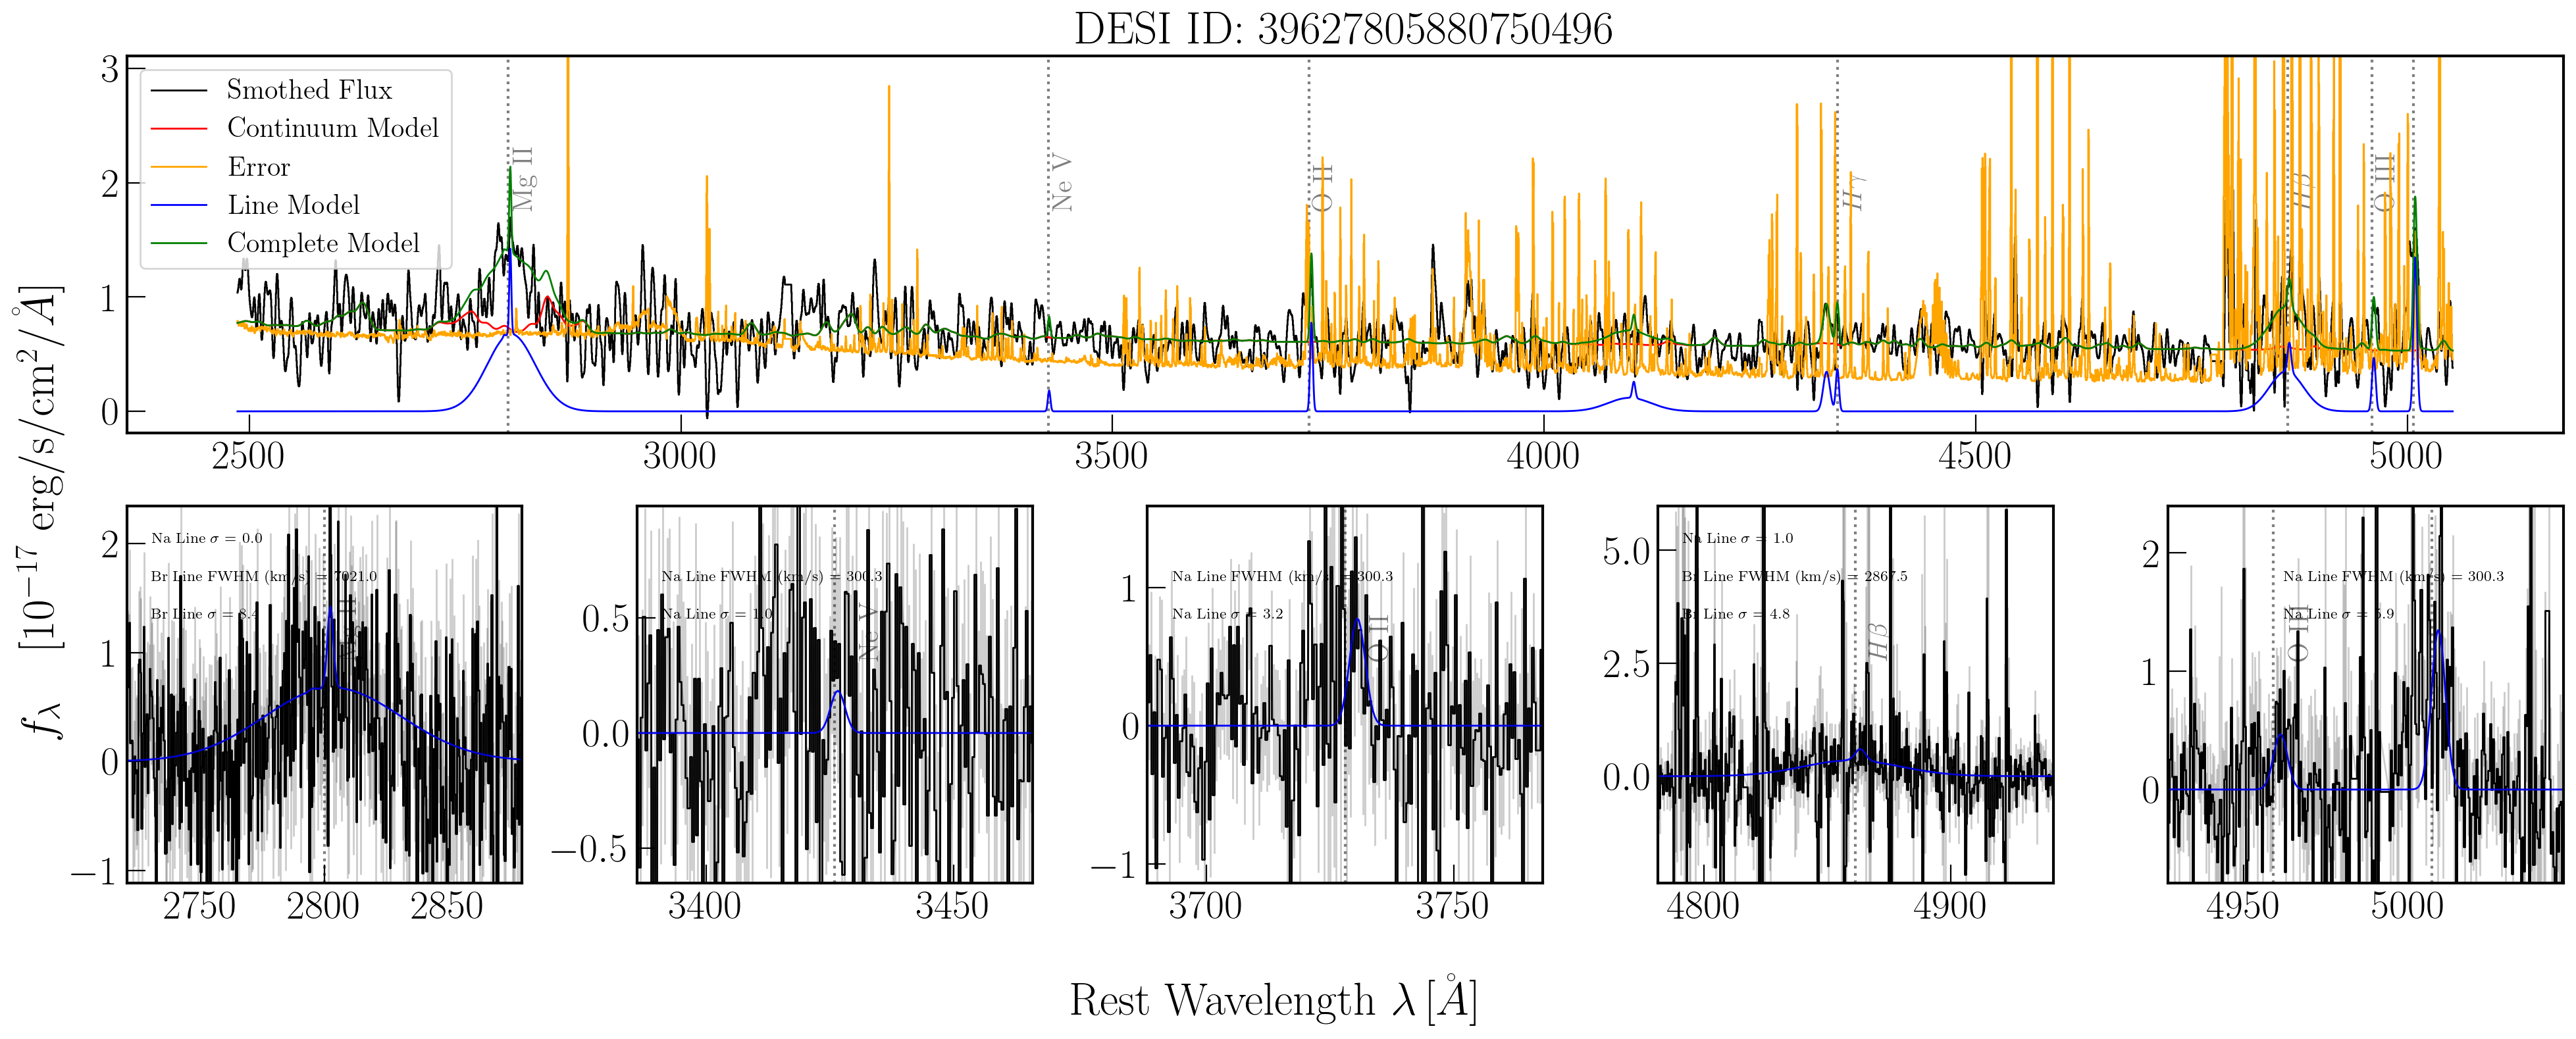 DESI ID: 39627805880750496
3
2
1
0
Smothed Flux
Continuum Model
Error
Line Model
Complete Model
Mg II
Ne V
O II
Hγ
Hβ
O III
2500
3000
3500
4000
4500
5000
f_λ [10^{-17} erg/s/cm^2/Å]
2
1
0
−1
Na Line σ = 0.0
Br Line FWHM (km/s) = 7021.0
Br Line σ = 8.4
Mg II
2750
2800
2850
0.5
0.0
−0.5
Na Line FWHM (km/s) = 300.3
Na Line σ = 1.0
Ne V
3400
3450
1
0
−1
Na Line FWHM (km/s) = 300.3
Na Line σ = 3.2
O II
3700
3750
5.0
2.5
0.0
Na Line σ = 1.0
Br Line FWHM (km/s) = 2867.5
Br Line σ = 4.8
Hβ
4800
4900
2
1
0
Na Line FWHM (km/s) = 300.3
Na Line σ = 5.9
O III
4950
5000
Rest Wavelength λ [Å]